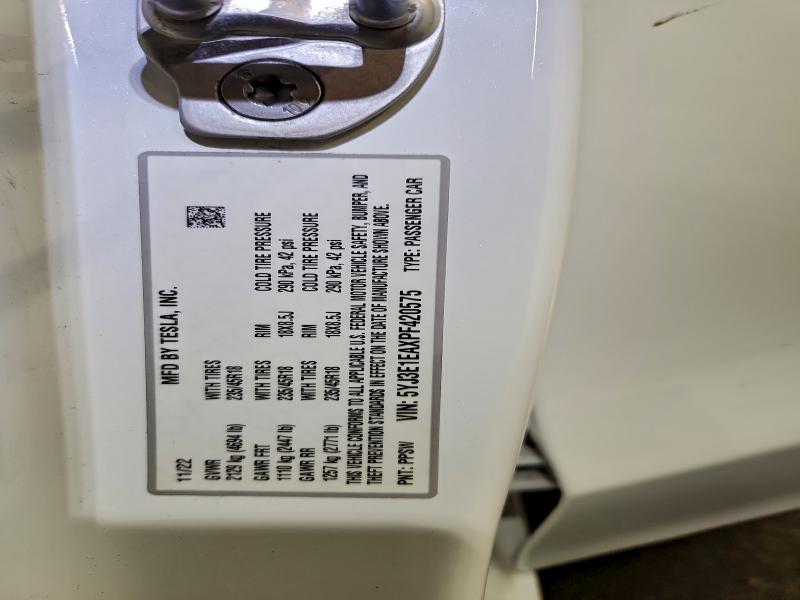 MFD BY TESLA, INC.
11/22
GVWR WITH TIRES RIM COLD TIRE PRESSURE
2129 kg (4694 lb) 235/45R18 18X8.5J 290 kPa, 42 psi
GAWR FRT WITH TIRES RIM COLD TIRE PRESSURE
1110 kg (2447 lb) 235/45R18 18X8.5J 290 kPa, 42 psi
GAWR RR
1257 kg (2771 lb) 235/45R18
THIS VEHICLE CONFORMS TO ALL APPLICABLE U.S. FEDERAL MOTOR VEHICLE SAFETY, BUMPER, AND
THEFT PREVENTION STANDARDS IN EFFECT ON THE DATE OF MANUFACTURE SHOWN ABOVE.
PNT: PPSW VIN: 5YJ3E1EAXPF420575 TYPE: PASSENGER CAR